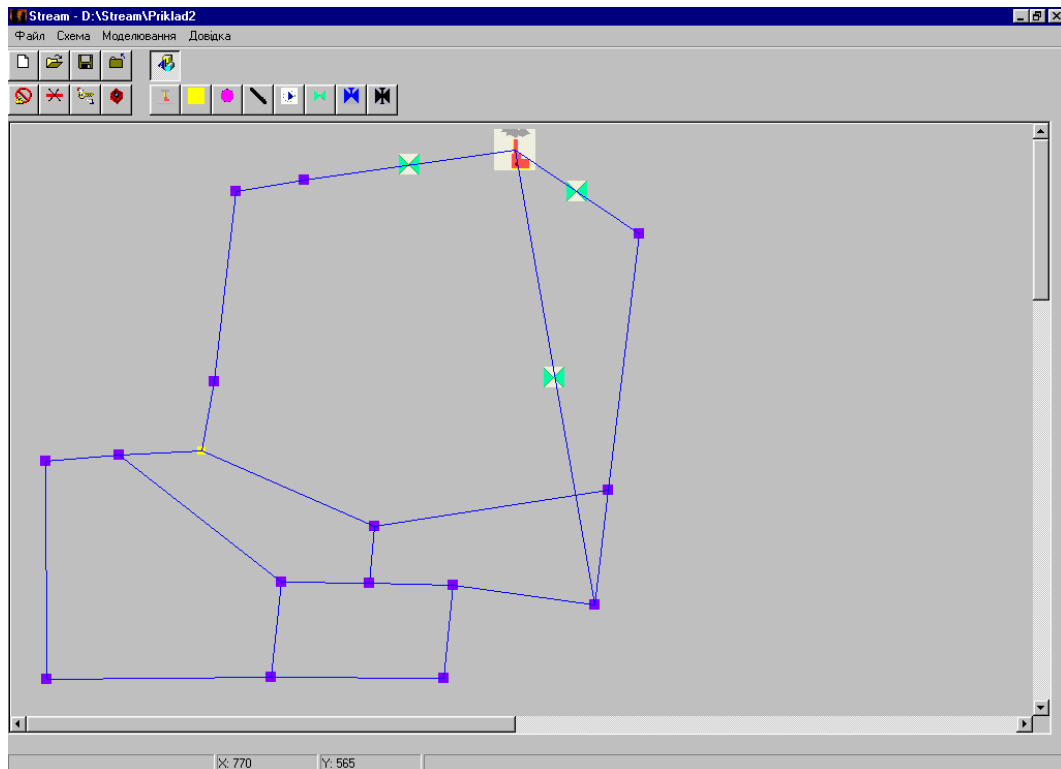 Stream - D:\Stream\Priklad2
Файл Схема Моделювання Довідка
X: 770 Y: 565